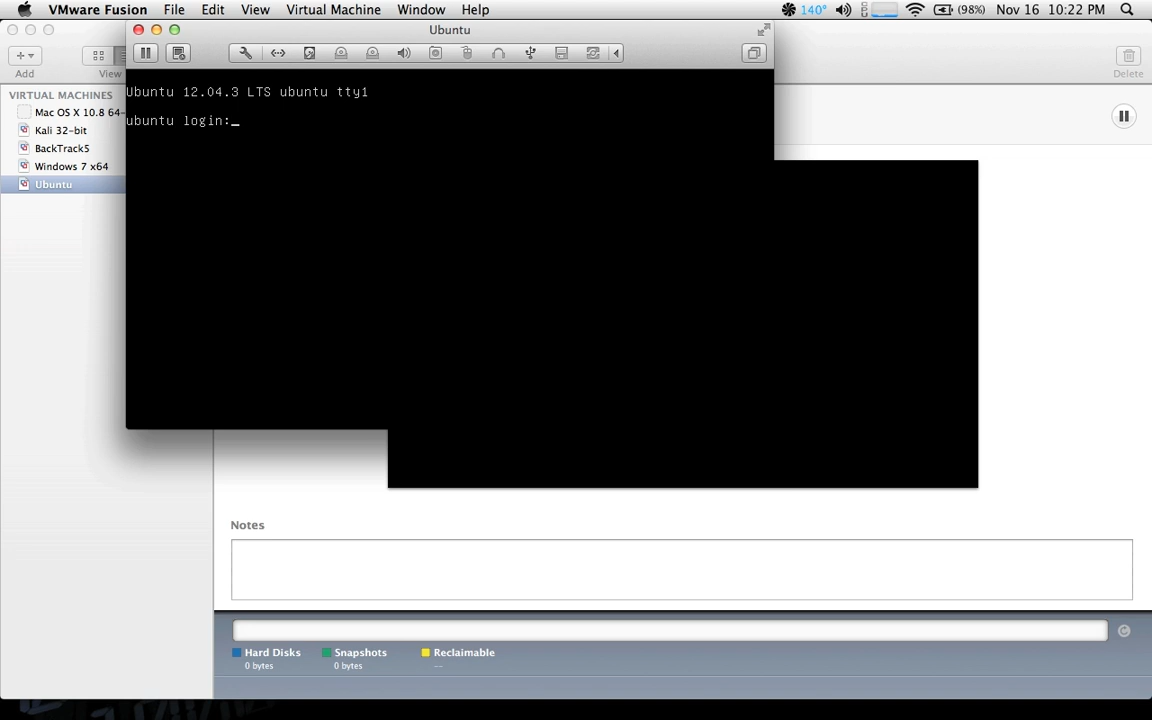 VMware Fusion File Edit View Virtual Machine Window Help 140° (98%) Nov 16 10:22 PM
Ubuntu
Add View Delete
VIRTUAL MACHINES
Mac OS X 10.8 64-
Kali 32-bit
BackTrack5
Windows 7 x64
Ubuntu
Ubuntu 12.04.3 LTS ubuntu tty1
ubuntu login:_
Notes
Hard Disks Snapshots Reclaimable
0 bytes 0 bytes --